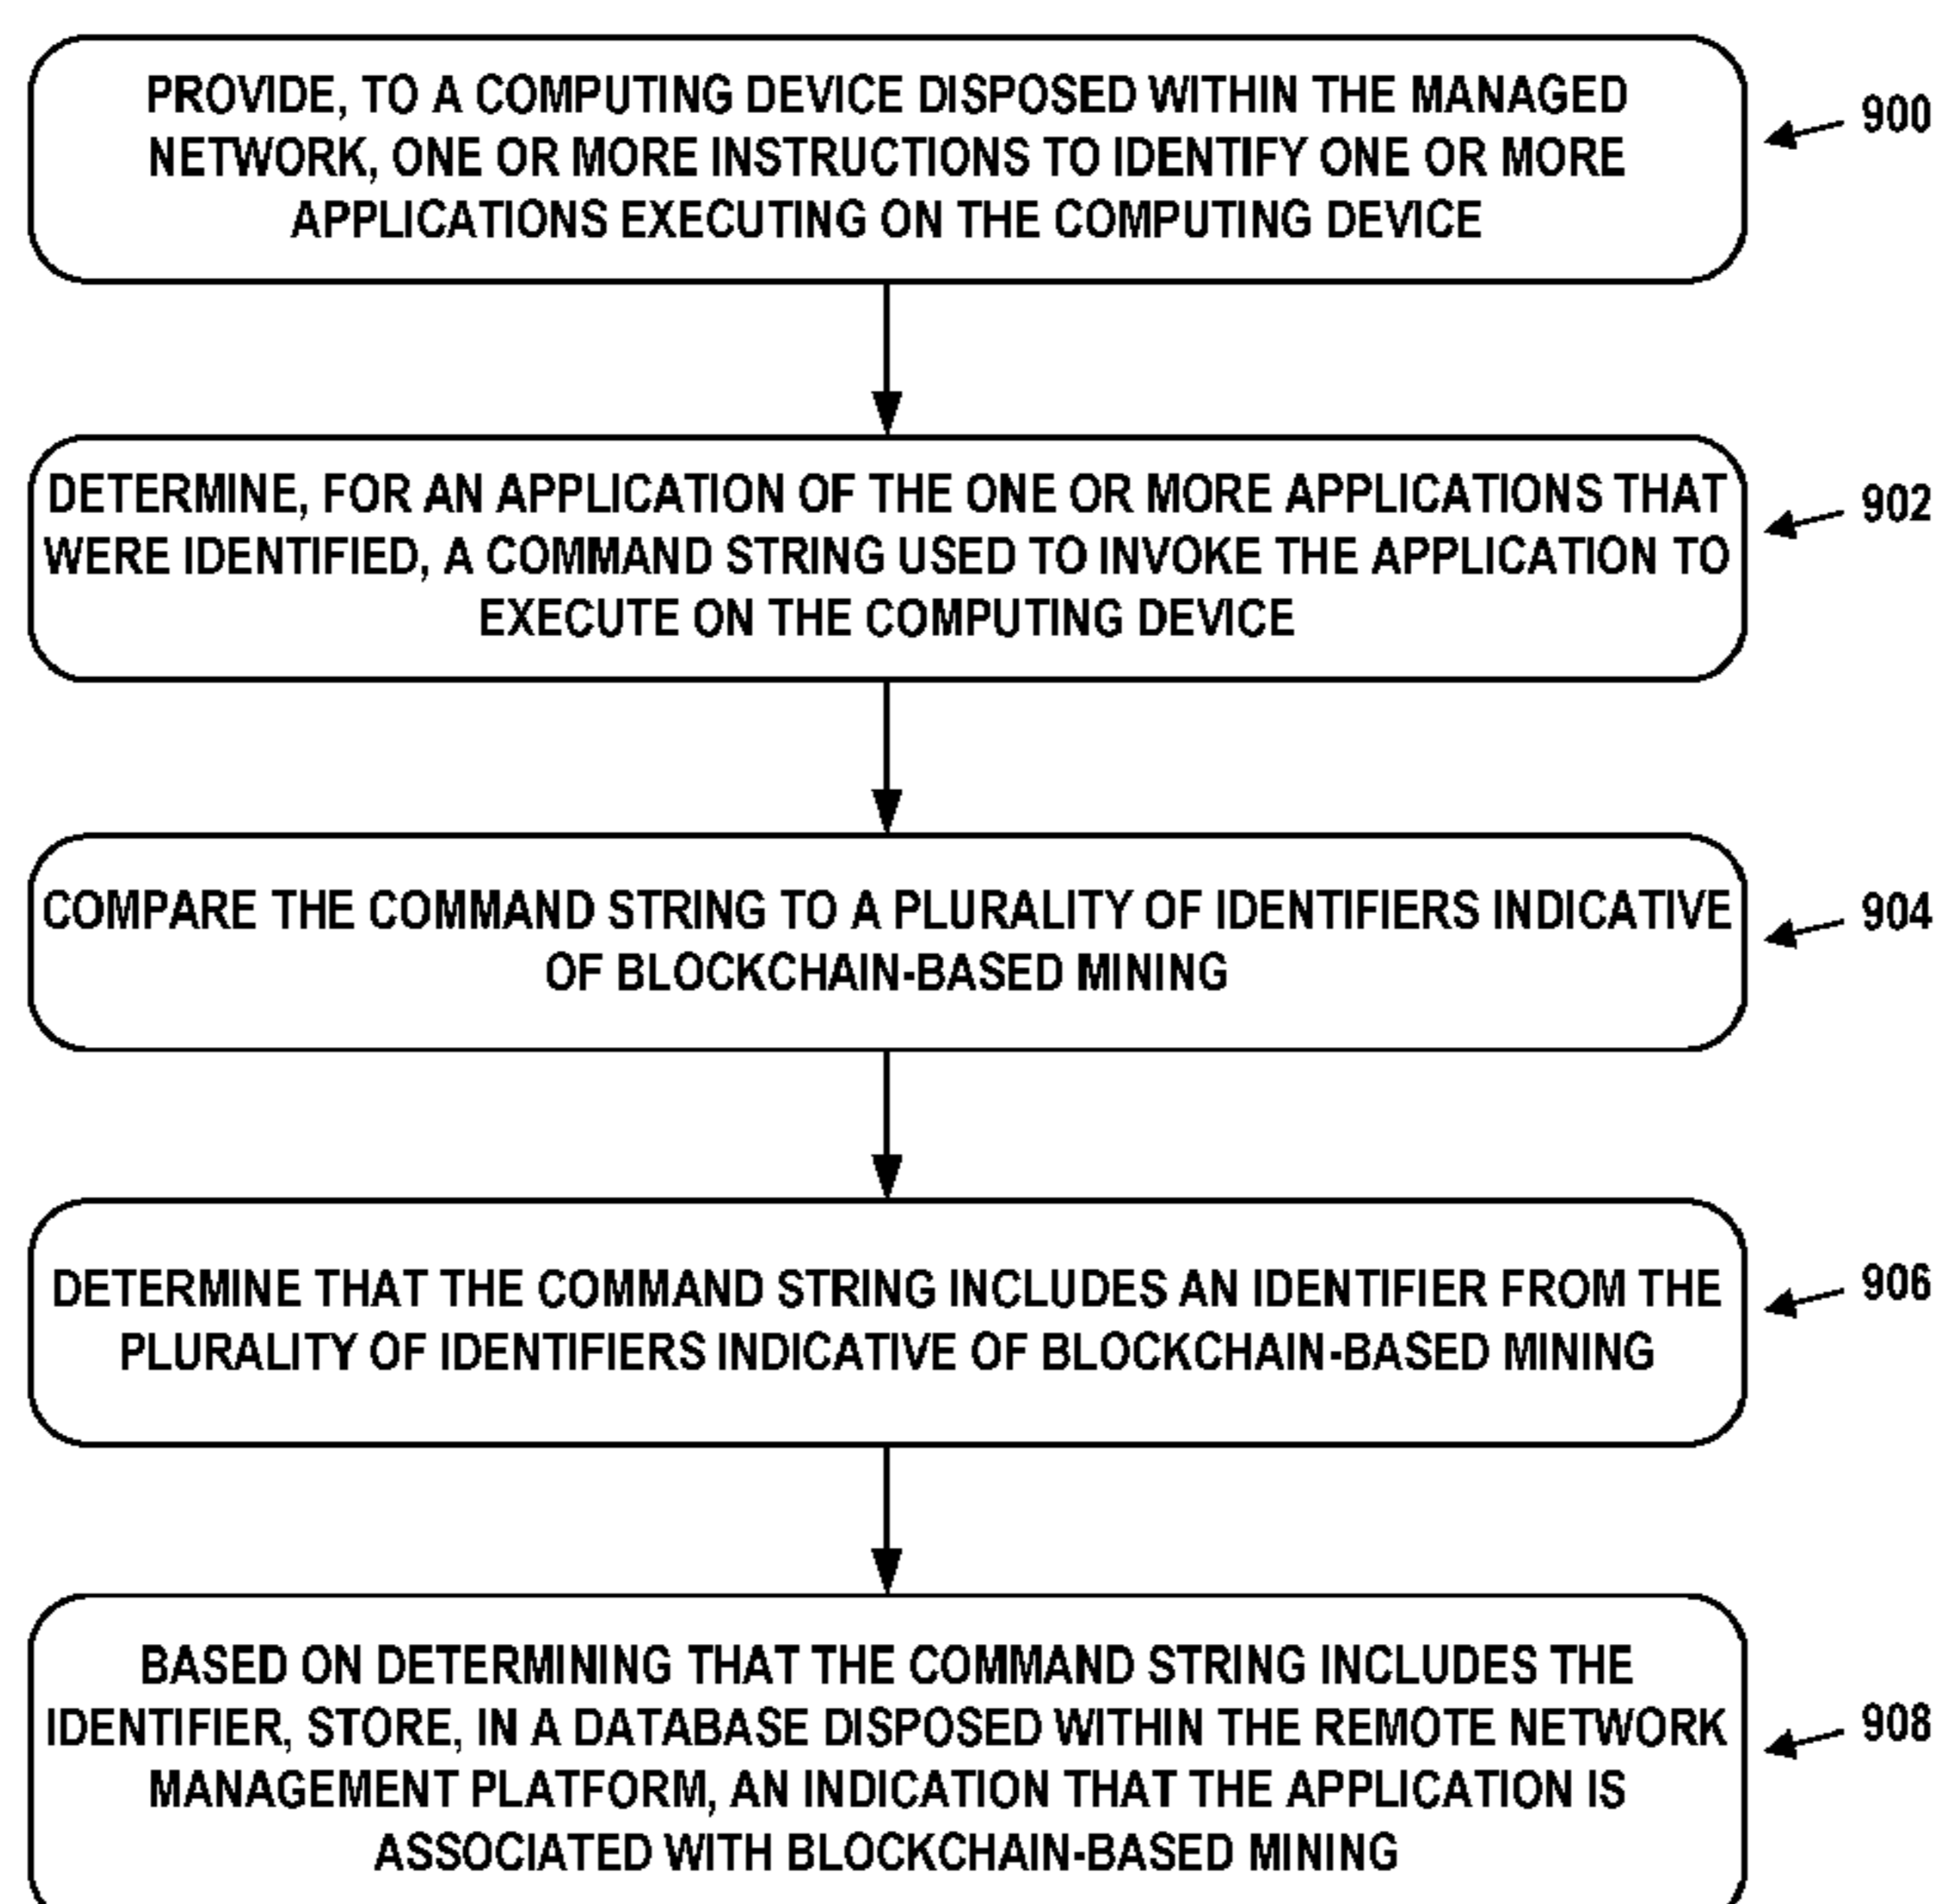 PROVIDE, TO A COMPUTING DEVICE DISPOSED WITHIN THE MANAGED
NETWORK, ONE OR MORE INSTRUCTIONS TO IDENTIFY ONE OR MORE
APPLICATIONS EXECUTING ON THE COMPUTING DEVICE
900
DETERMINE, FOR AN APPLICATION OF THE ONE OR MORE APPLICATIONS THAT
WERE IDENTIFIED, A COMMAND STRING USED TO INVOKE THE APPLICATION TO
EXECUTE ON THE COMPUTING DEVICE
902
COMPARE THE COMMAND STRING TO A PLURALITY OF IDENTIFIERS INDICATIVE
OF BLOCKCHAIN-BASED MINING
904
DETERMINE THAT THE COMMAND STRING INCLUDES AN IDENTIFIER FROM THE
PLURALITY OF IDENTIFIERS INDICATIVE OF BLOCKCHAIN-BASED MINING
906
BASED ON DETERMINING THAT THE COMMAND STRING INCLUDES THE
IDENTIFIER, STORE, IN A DATABASE DISPOSED WITHIN THE REMOTE NETWORK
MANAGEMENT PLATFORM, AN INDICATION THAT THE APPLICATION IS
ASSOCIATED WITH BLOCKCHAIN-BASED MINING
908